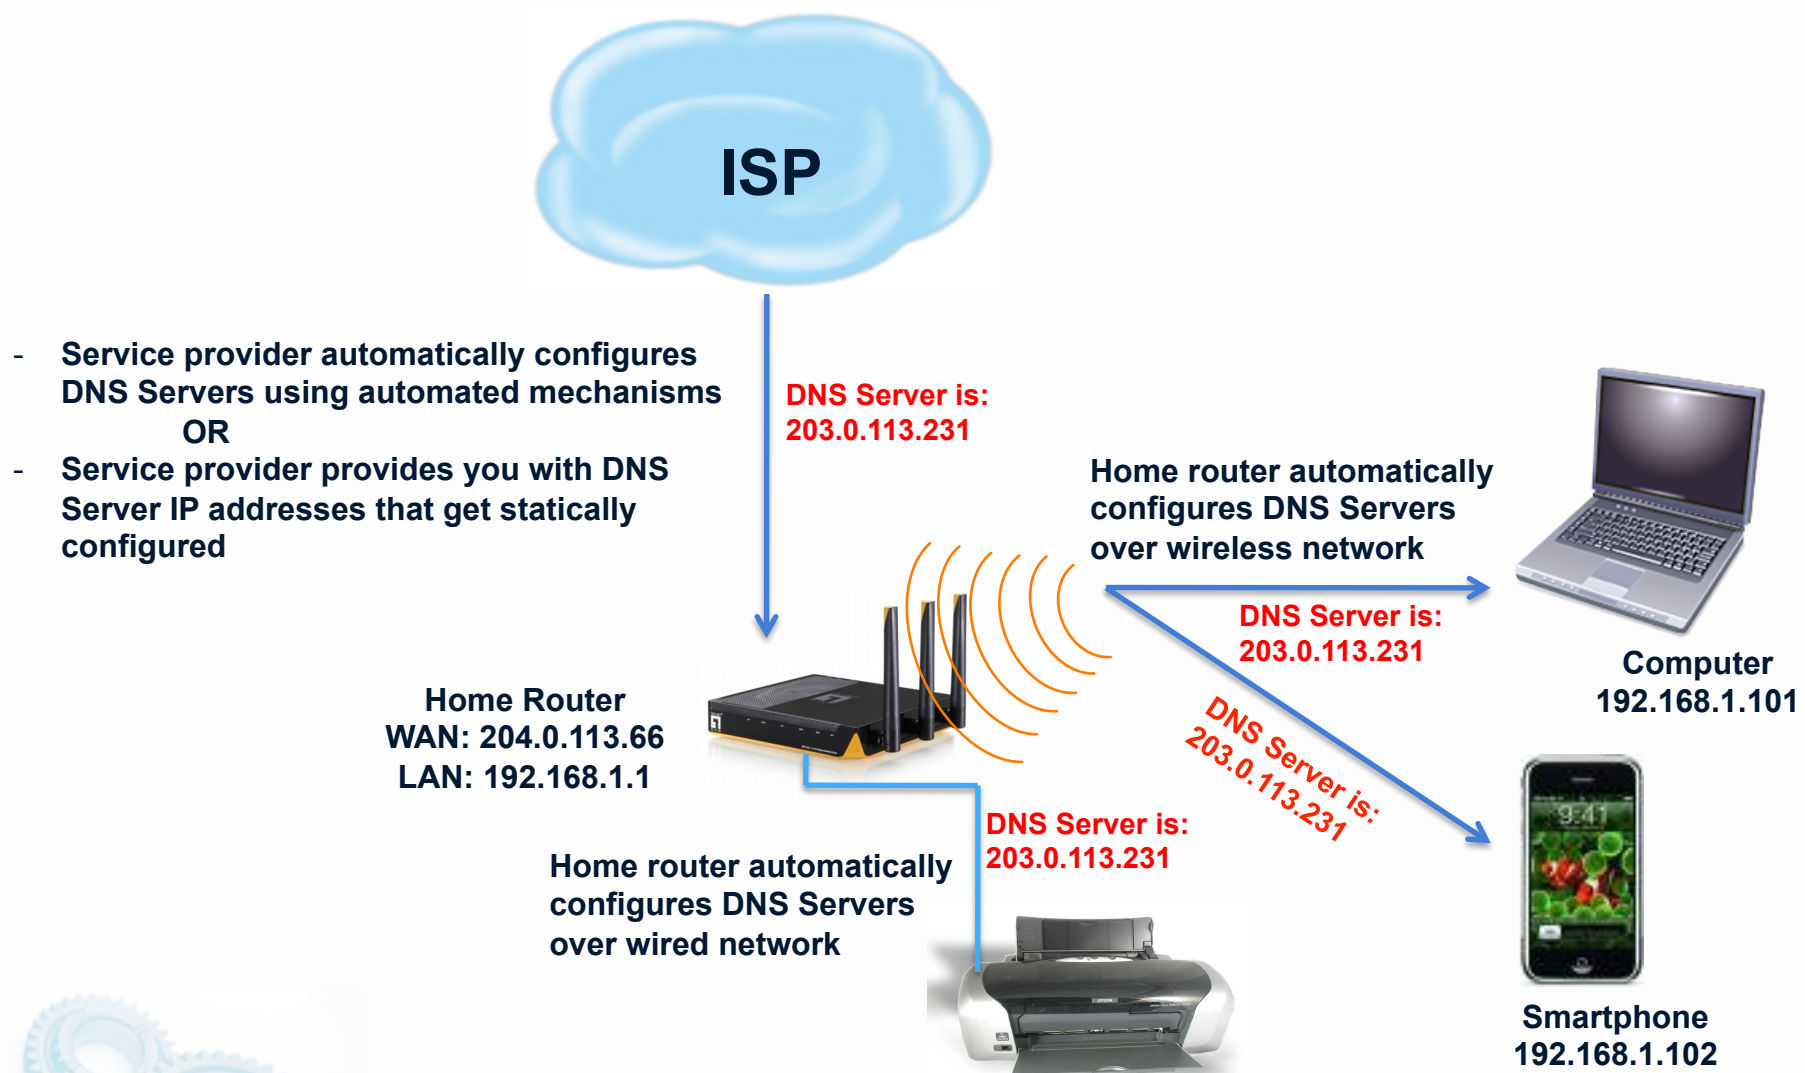 ISP
- Service provider automatically configures
DNS Servers using automated mechanisms
OR
- Service provider provides you with DNS
Server IP addresses that get statically
configured
DNS Server is:
203.0.113.231
Home router automatically
configures DNS Servers
over wireless network
DNS Server is:
203.0.113.231
Computer
192.168.1.101
Home Router
WAN: 204.0.113.66
LAN: 192.168.1.1
DNS Server is:
203.0.113.231
DNS Server is:
203.0.113.231
Home router automatically
configures DNS Servers
over wired network
9:41
EPSON
Smartphone
192.168.1.102